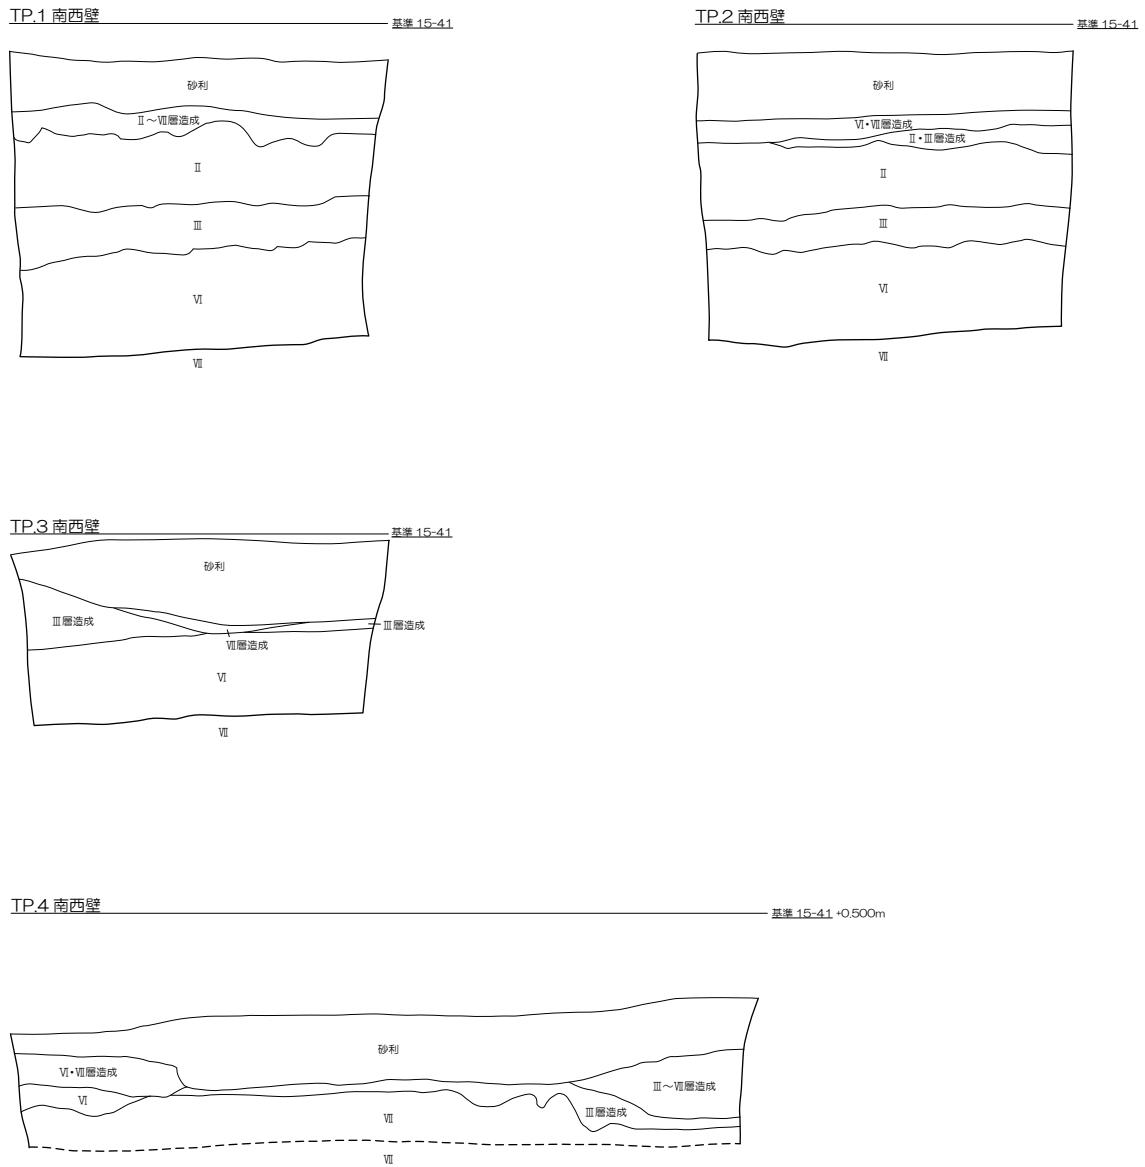 TP.1 南西壁
基準 15-41
砂利
Ⅱ～Ⅶ層造成
Ⅱ
Ⅲ
Ⅵ
Ⅶ
TP.2 南西壁
基準 15-41
砂利
Ⅵ・Ⅶ層造成
Ⅱ・Ⅲ層造成
Ⅱ
Ⅲ
Ⅵ
Ⅶ
TP.3 南西壁
基準 15-41
砂利
Ⅲ層造成
Ⅲ層造成
Ⅶ層造成
Ⅵ
Ⅶ
TP.4 南西壁
基準 15-41 +0.500m
砂利
Ⅵ・Ⅶ層造成
Ⅲ～Ⅶ層造成
Ⅵ
Ⅲ層造成
Ⅶ
Ⅶ